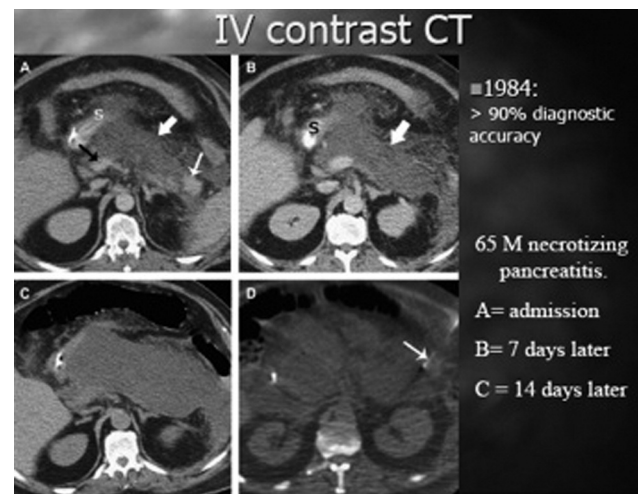 IV contrast CT
A
S
B
S
C
D
1984:
> 90% diagnostic
accuracy
65 M necrotizing
pancreatitis.
A= admission
B= 7 days later
C = 14 days later